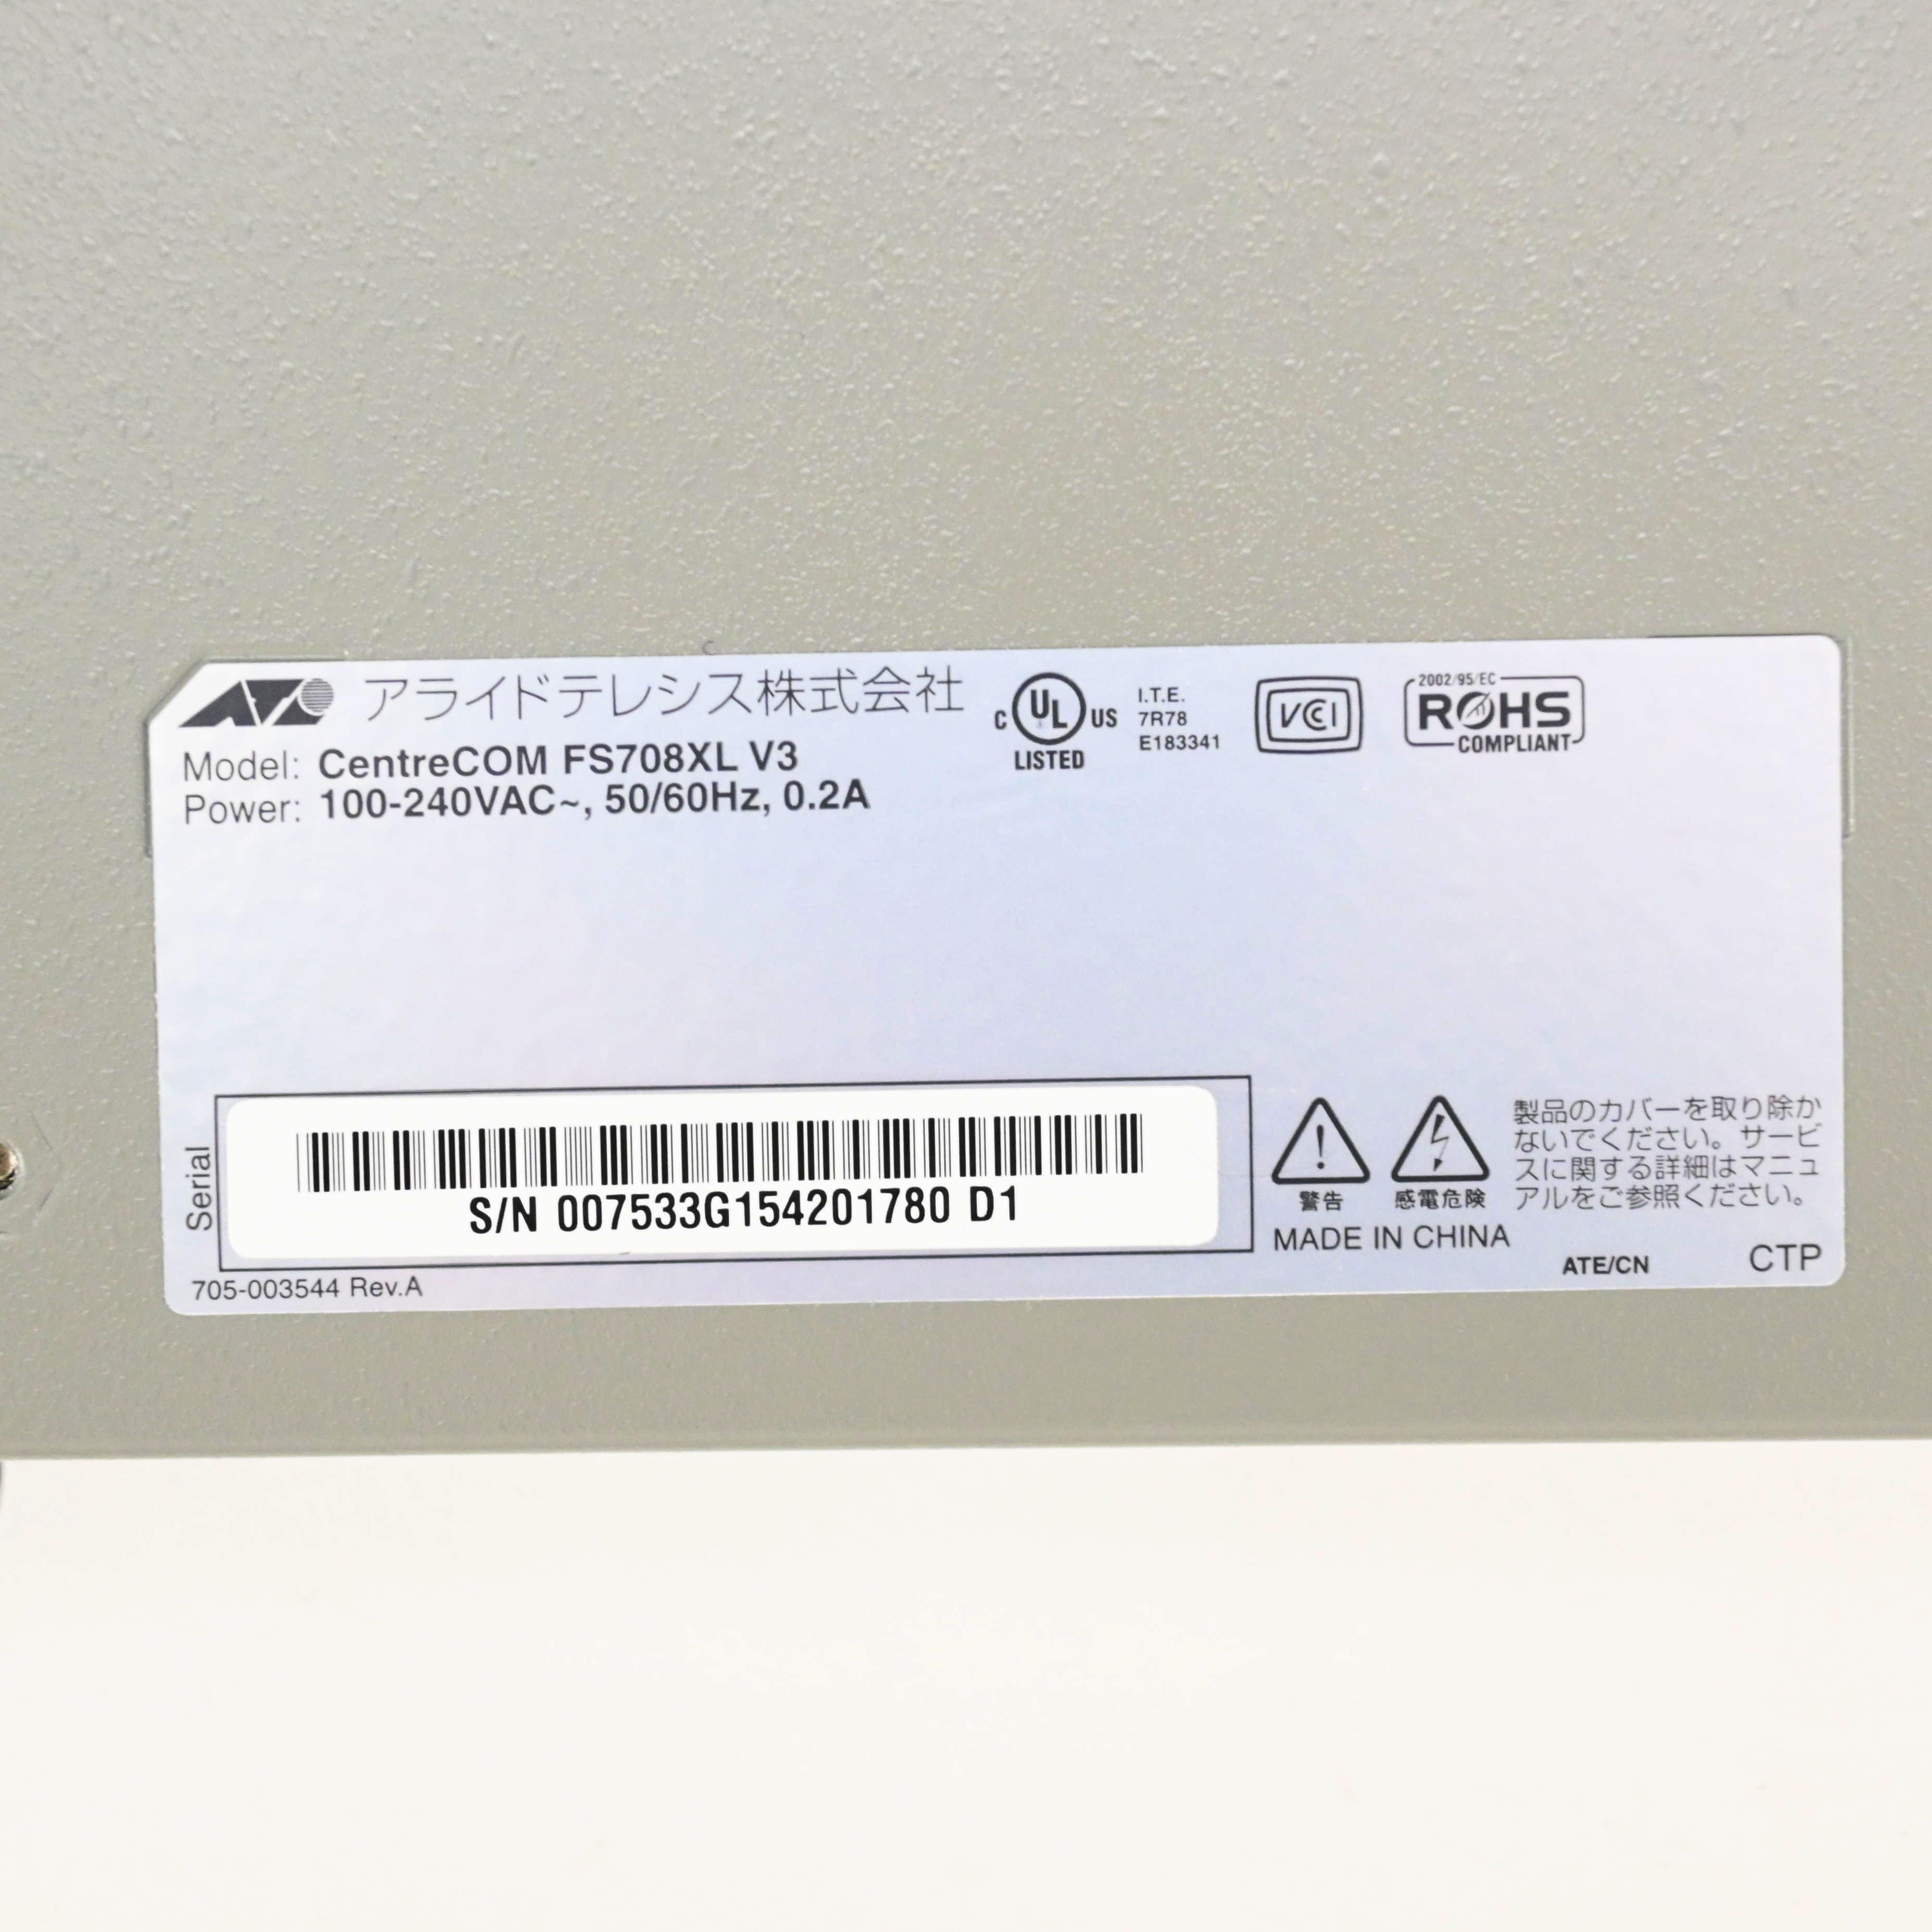 アライドテレシス株式会社
Model: CentreCOM FS708XL V3
Power: 100-240VAC~, 50/60Hz, 0.2A
C UL US
LISTED
I.T.E.
7R78
E183341
VCCI
2002/95/EC
ROHS
COMPLIANT
Serial
S/N 007533G154201780 D1
705-003544 Rev.A
警告
感電危険
製品のカバーを取り除か
ないでください。サービ
スに関する詳細はマニュ
アルをご参照ください。
MADE IN CHINA
ATE/CN
CTP